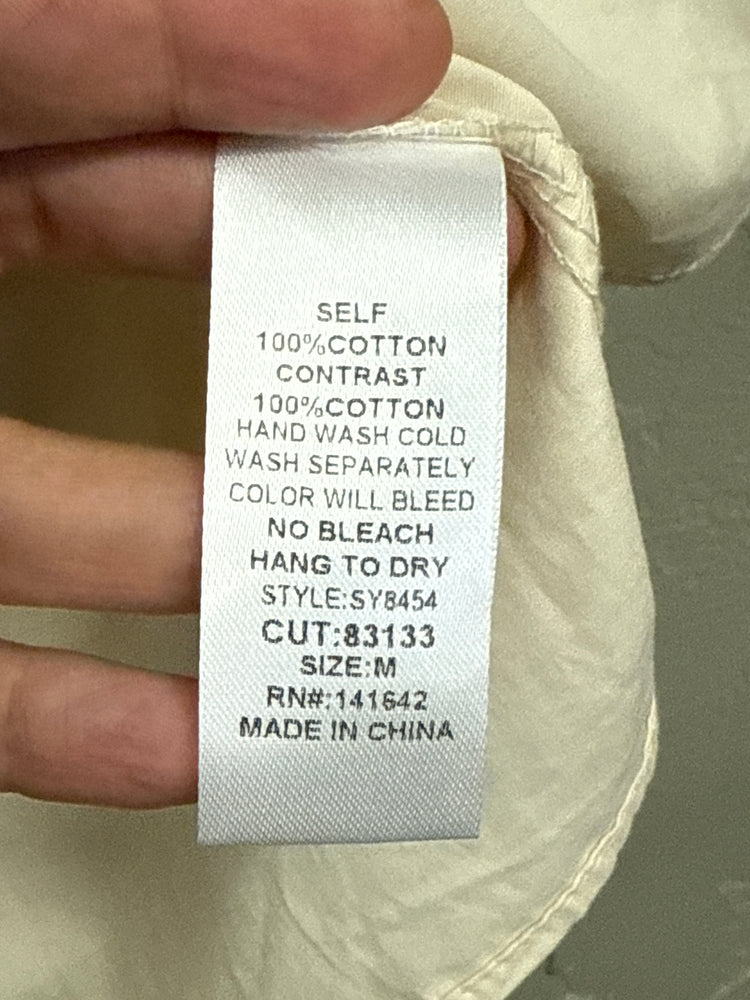 SELF
100%COTTON
CONTRAST
100%COTTON
HAND WASH COLD
WASH SEPARATELY
COLOR WILL BLEED
NO BLEACH
HANG TO DRY
STYLE:SY8454
CUT:83133
SIZE:M
RN#:141642
MADE IN CHINA